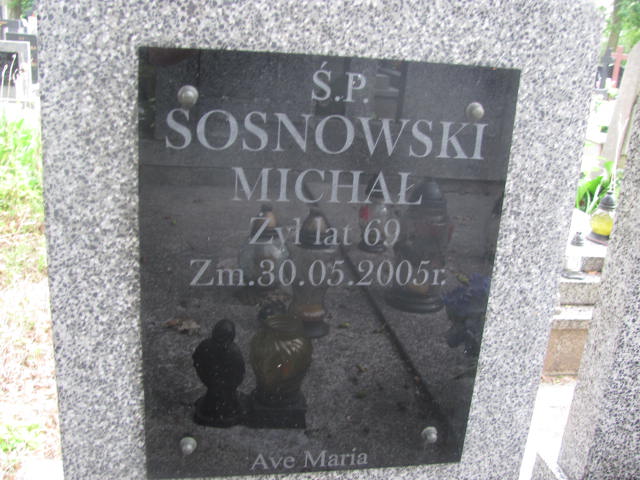 Ś.P.
SOSNOWSKI
MICHAŁ
Żył lat 69
Zm.30.05.2005r.
Ave Maria